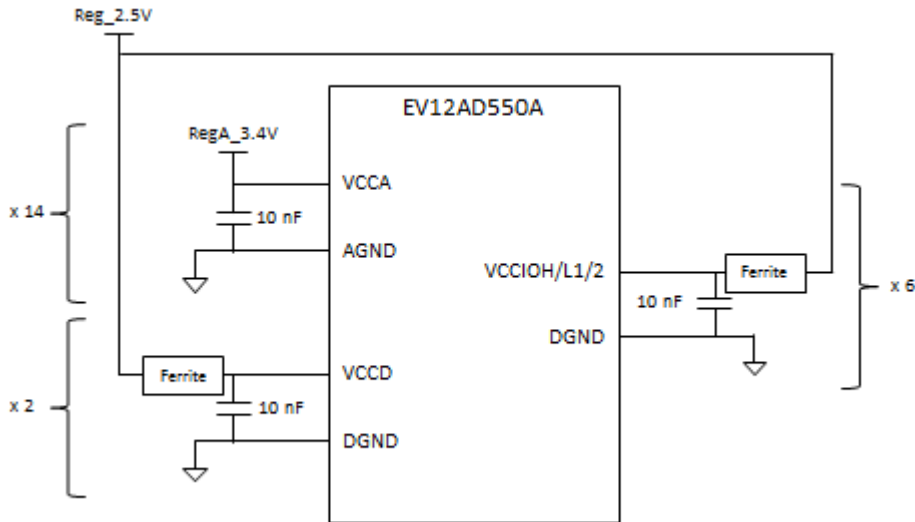 Reg_2.5V
EV12AD550A
RegA_3.4V
VCCA
x 14
10 nF
AGND
VCCIOH/L1/2
Ferrite
x 6
10 nF
DGND
Ferrite
VCCD
x 2
10 nF
DGND